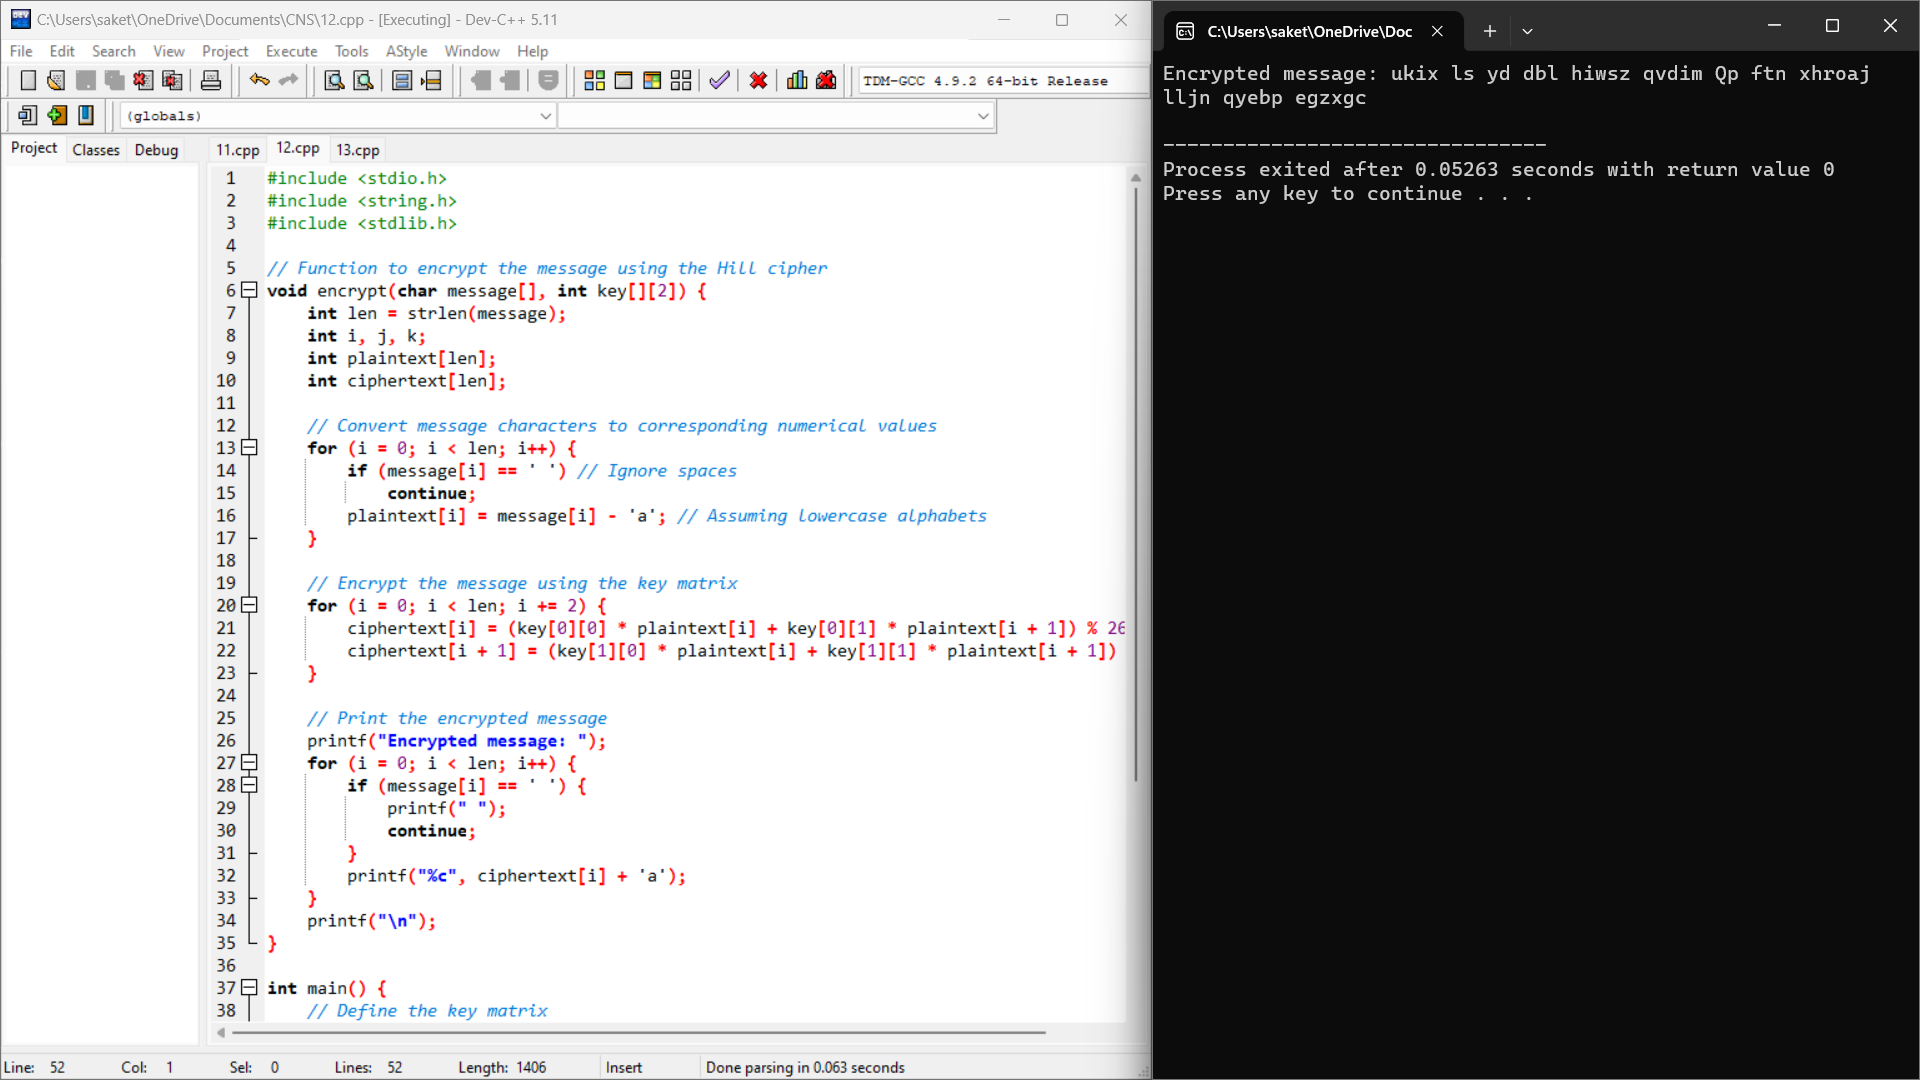 C:\Users\saket\OneDrive\Documents\CNS\12.cpp - [Executing] - Dev-C++ 5.11
File Edit Search View Project Execute Tools AStyle Window Help
TDM-GCC 4.9.2 64-bit Release
(globals)
Project Classes Debug
11.cpp 12.cpp 13.cpp
1 #include <stdio.h>
2 #include <string.h>
3 #include <stdlib.h>
4
5 // Function to encrypt the message using the Hill cipher
6 void encrypt(char message[], int key[][2]) {
7 int len = strlen(message);
8 int i, j, k;
9 int plaintext[len];
10 int ciphertext[len];
11
12 // Convert message characters to corresponding numerical values
13 for (i = 0; i < len; i++) {
14 if (message[i] == ' ') // Ignore spaces
15 continue;
16 plaintext[i] = message[i] - 'a'; // Assuming lowercase alphabets
17 }
18
19 // Encrypt the message using the key matrix
20 for (i = 0; i < len; i += 2) {
21 ciphertext[i] = (key[0][0] * plaintext[i] + key[0][1] * plaintext[i + 1]) % 26
22 ciphertext[i + 1] = (key[1][0] * plaintext[i] + key[1][1] * plaintext[i + 1])
23 }
24
25 // Print the encrypted message
26 printf("Encrypted message: ");
27 for (i = 0; i < len; i++) {
28 if (message[i] == ' ') {
29 printf(" ");
30 continue;
31 }
32 printf("%c", ciphertext[i] + 'a');
33 }
34 printf("\n");
35 }
36
37 int main() {
38 // Define the key matrix
Line: 52 Col: 1 Sel: 0 Lines: 52 Length: 1406 Insert Done parsing in 0.063 seconds
C:\Users\saket\OneDrive\Doc
Encrypted message: ukix ls yd dbl hiwsz qvdim Qp ftn xhroaj
lljn qyebp egzxgc
--------------------------------
Process exited after 0.05263 seconds with return value 0
Press any key to continue . . .